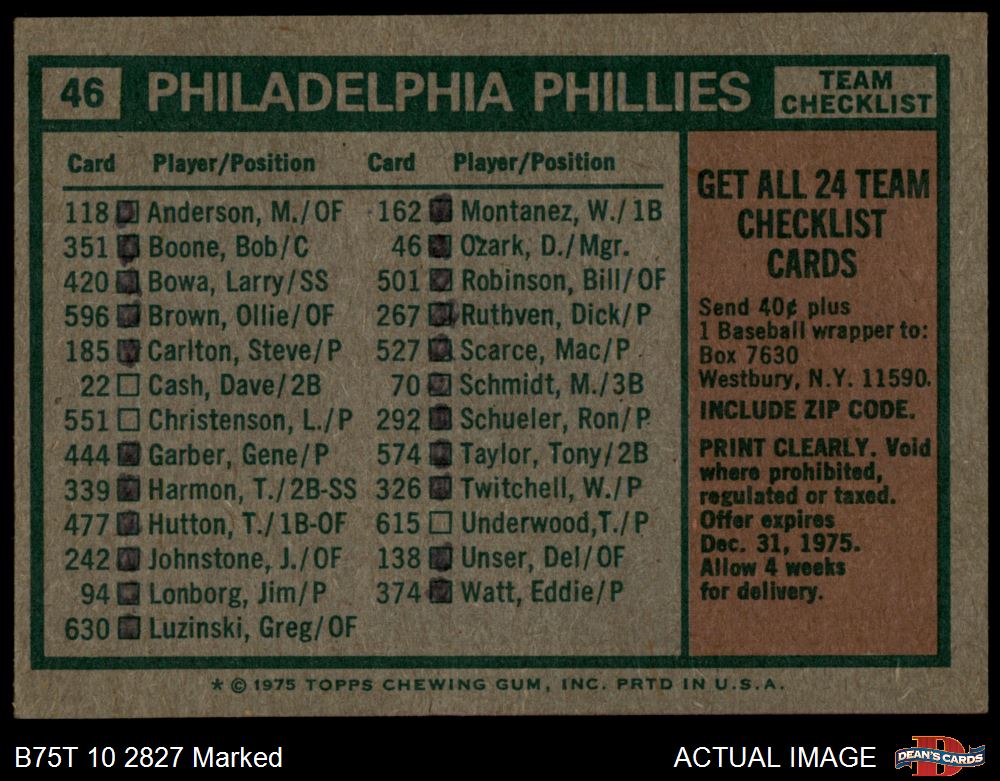 46 PHILADELPHIA PHILLIES TEAM CHECKLIST
Card Player/Position Card Player/Position
118 Anderson, M./OF 162 Montanez, W./1B
351 Boone, Bob/C 46 Ozark, D./Mgr.
420 Bowa, Larry/SS 501 Robinson, Bill/OF
596 Brown, Ollie/OF 267 Ruthven, Dick/P
185 Carlton, Steve/P 527 Scarce, Mac/P
22 Cash, Dave/2B 70 Schmidt, M./3B
551 Christenson, L./P 292 Schueler, Ron/P
444 Garber, Gene/P 574 Taylor, Tony/2B
339 Harmon, T./2B-SS 326 Twitchell, W./P
477 Hutton, T./1B-OF 615 Underwood,T./P
242 Johnstone, J./OF 138 Unser, Del/OF
94 Lonborg, Jim/P 374 Watt, Eddie/P
630 Luzinski, Greg/OF
GET ALL 24 TEAM
CHECKLIST
CARDS
Send 40¢ plus
1 Baseball wrapper to:
Box 7630
Westbury, N.Y. 11590.
INCLUDE ZIP CODE.
PRINT CLEARLY. Void
where prohibited,
regulated or taxed.
Offer expires
Dec. 31, 1975.
Allow 4 weeks
for delivery.
* © 1975 TOPPS CHEWING GUM, INC. PRTD IN U.S.A.
B75T 10 2827 Marked ACTUAL IMAGE
D
DEAN'S CARDS